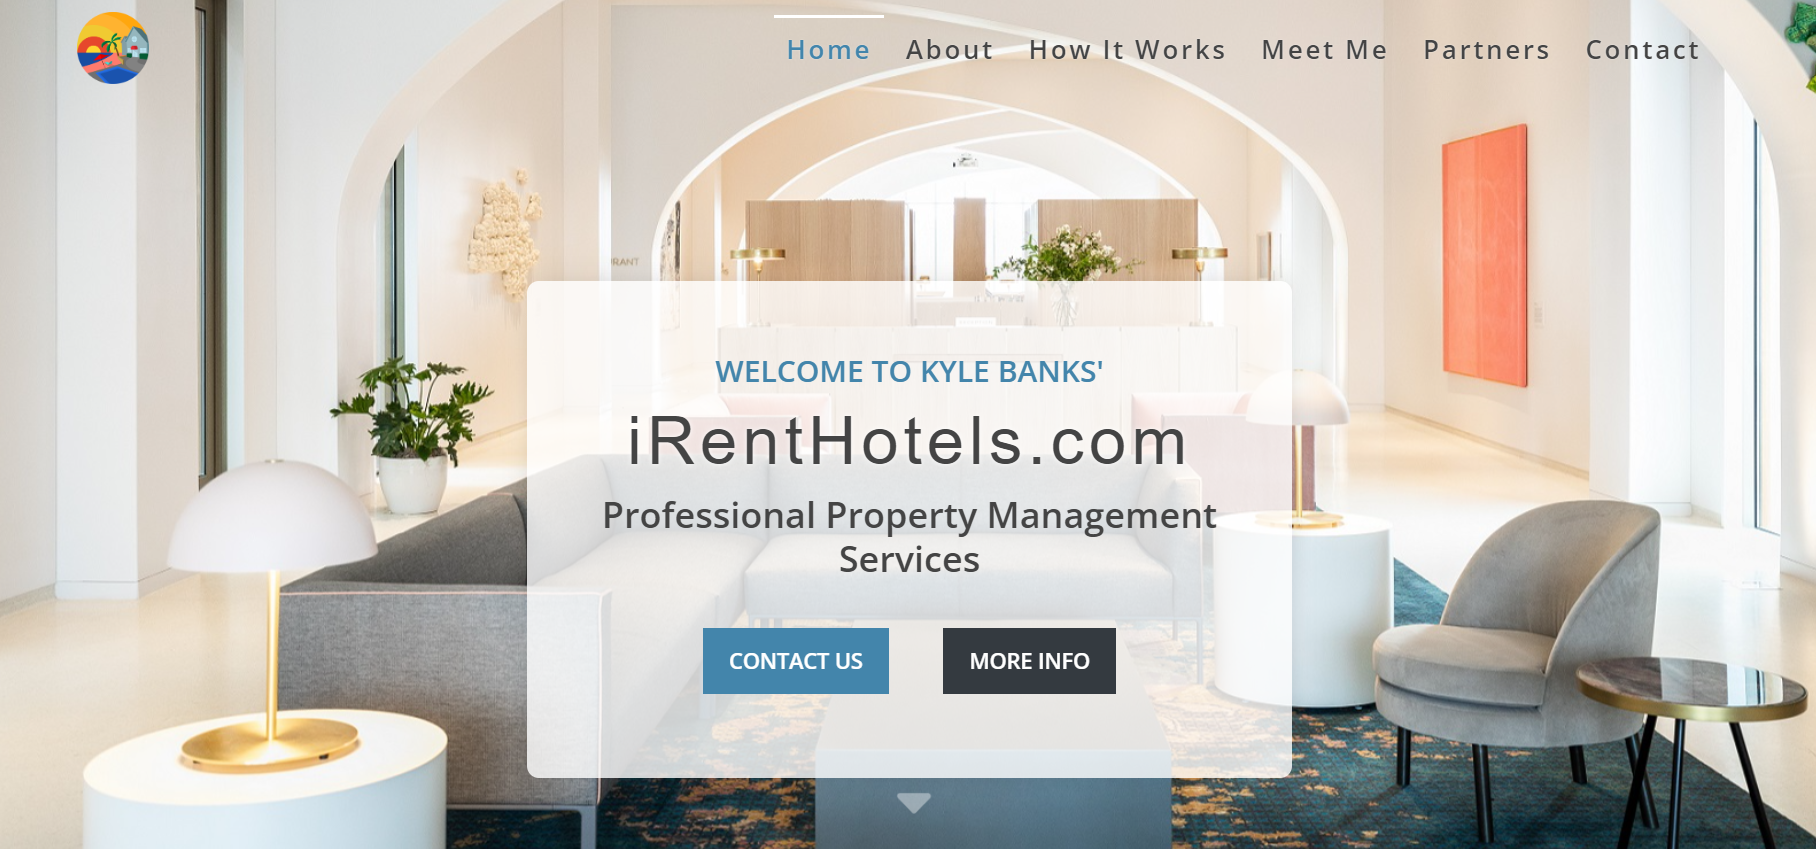 Home About How It Works Meet Me Partners Contact
WELCOME TO KYLE BANKS'
iRentHotels.com
Professional Property Management
Services
CONTACT US MORE INFO